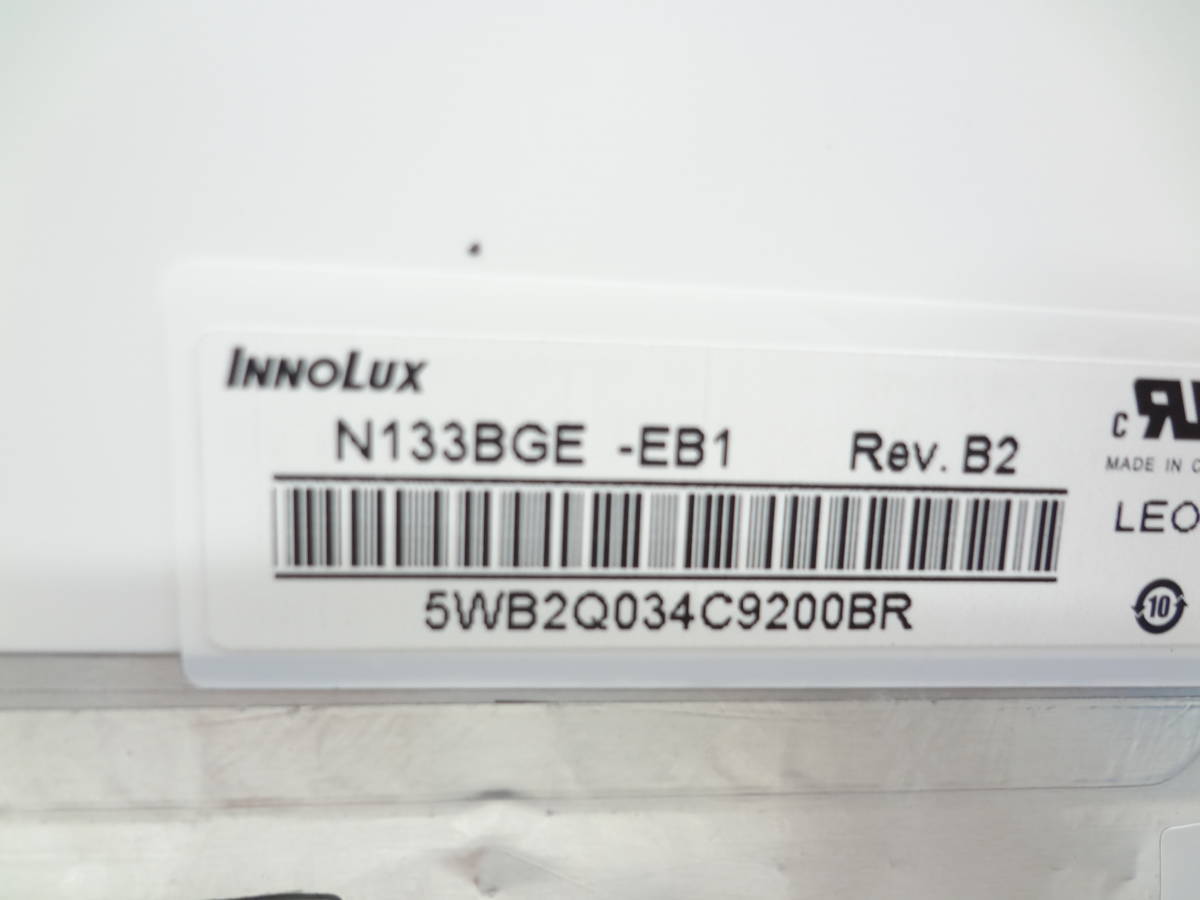 INNOLUX
N133BGE -EB1 Rev. B2
5WB2Q034C9200BR
c
MADE IN C
LEO
10